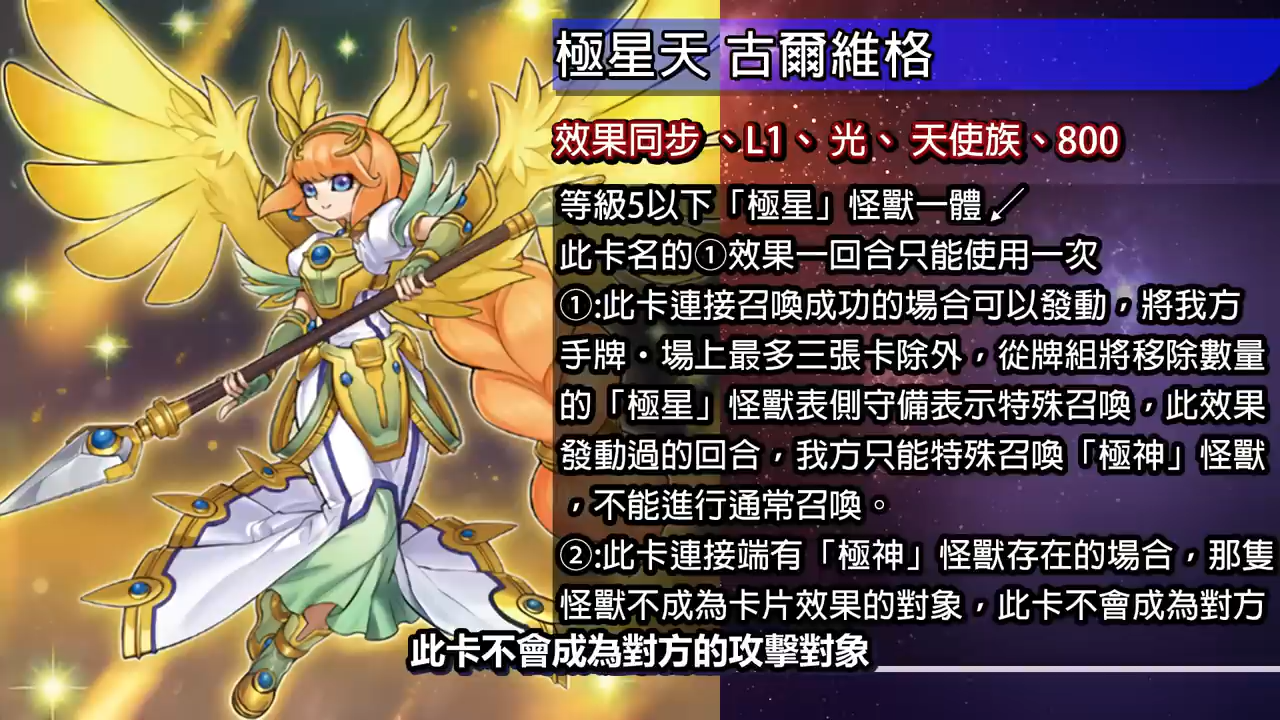 極星天 古爾維格
效果同步、L1、光、天使族、800
等級5以下「極星」怪獸一體↙
此卡名的①效果一回合只能使用一次
①:此卡連接召喚成功的場合可以發動，將我方
手牌・場上最多三張卡除外，從牌組將移除數量
的「極星」怪獸表側守備表示特殊召喚，此效果
發動過的回合，我方只能特殊召喚「極神」怪獸
，不能進行通常召喚。
②:此卡連接端有「極神」怪獸存在的場合，那隻
怪獸不成為卡片效果的對象，此卡不會成為對方
此卡不會成為對方的攻擊對象